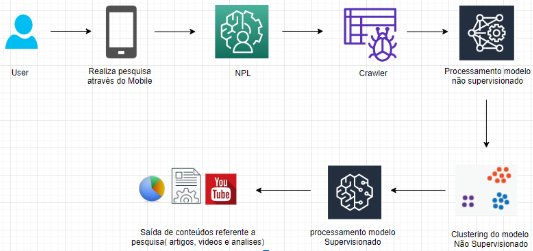 User
Realiza pesquisa
através do Mobile
NPL
Crawler
Processamento modelo
não supervisionado
You
Tube
Saída de conteúdos referente a
pesquisa( artigos, videos e analises)
processamento modelo
Supervisionado
Clustering do modelo
Não Supervisionado